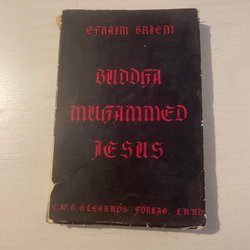 EFRAIM BRIEM
BUDDHA
MUHAMMED
JESUS
C.W.K. GLEERUPS FÖRLAG, LUND